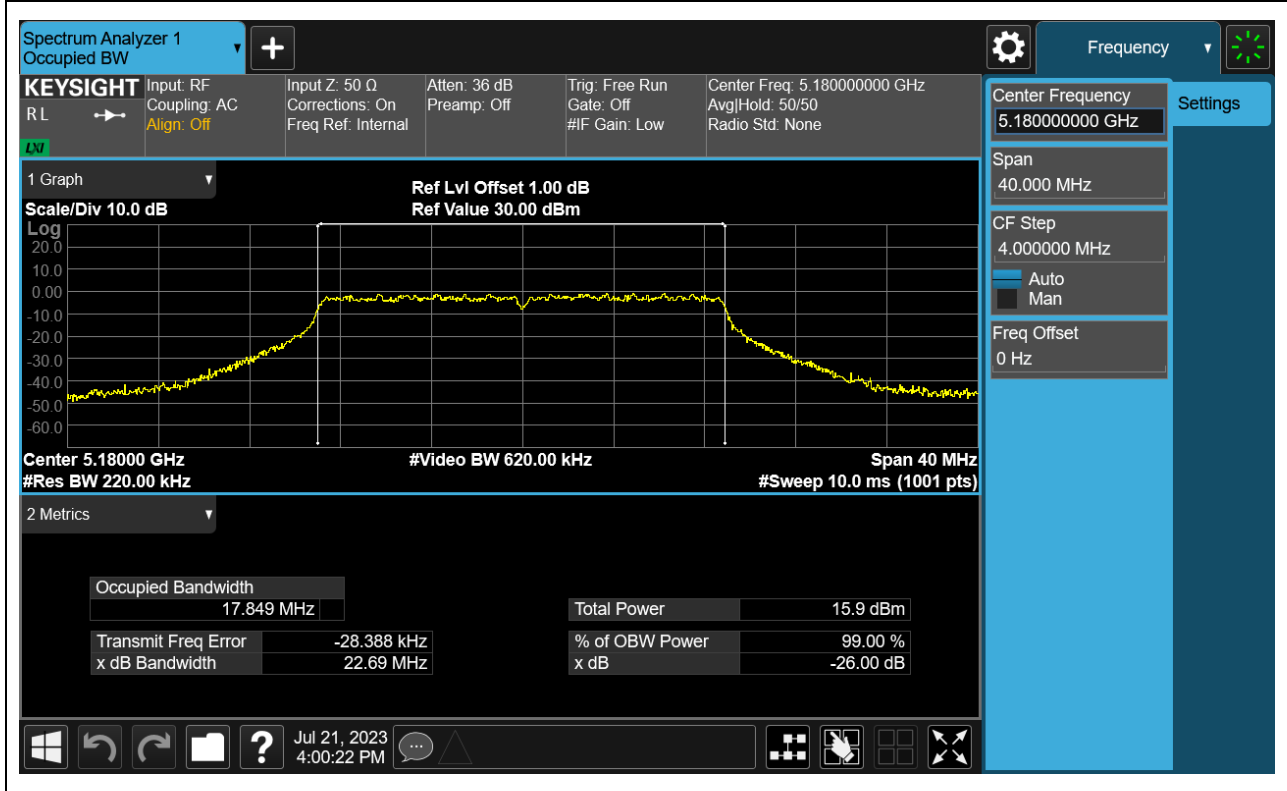 Spectrum Analyzer 1
Occupied BW
Frequency
KEYSIGHT
R L
LXI
Input: RF
Coupling: AC
Align: Off
Input Z: 50 Ω
Corrections: On
Freq Ref: Internal
Atten: 36 dB
Preamp: Off
Trig: Free Run
Gate: Off
#IF Gain: Low
Center Freq: 5.180000000 GHz
Avg|Hold: 50/50
Radio Std: None
Center Frequency
5.180000000 GHz
Settings
Span
40.000 MHz
CF Step
4.000000 MHz
Auto
Man
Freq Offset
0 Hz
1 Graph
Scale/Div 10.0 dB
Ref Lvl Offset 1.00 dB
Ref Value 30.00 dBm
Log
20.0
10.0
0.00
-10.0
-20.0
-30.0
-40.0
-50.0
-60.0
Center 5.18000 GHz
#Video BW 620.00 kHz
Span 40 MHz
#Res BW 220.00 kHz
#Sweep 10.0 ms (1001 pts)
2 Metrics
Occupied Bandwidth
17.849 MHz
Total Power 15.9 dBm
Transmit Freq Error -28.388 kHz
% of OBW Power 99.00 %
x dB Bandwidth 22.69 MHz
x dB -26.00 dB
?
Jul 21, 2023
4:00:22 PM